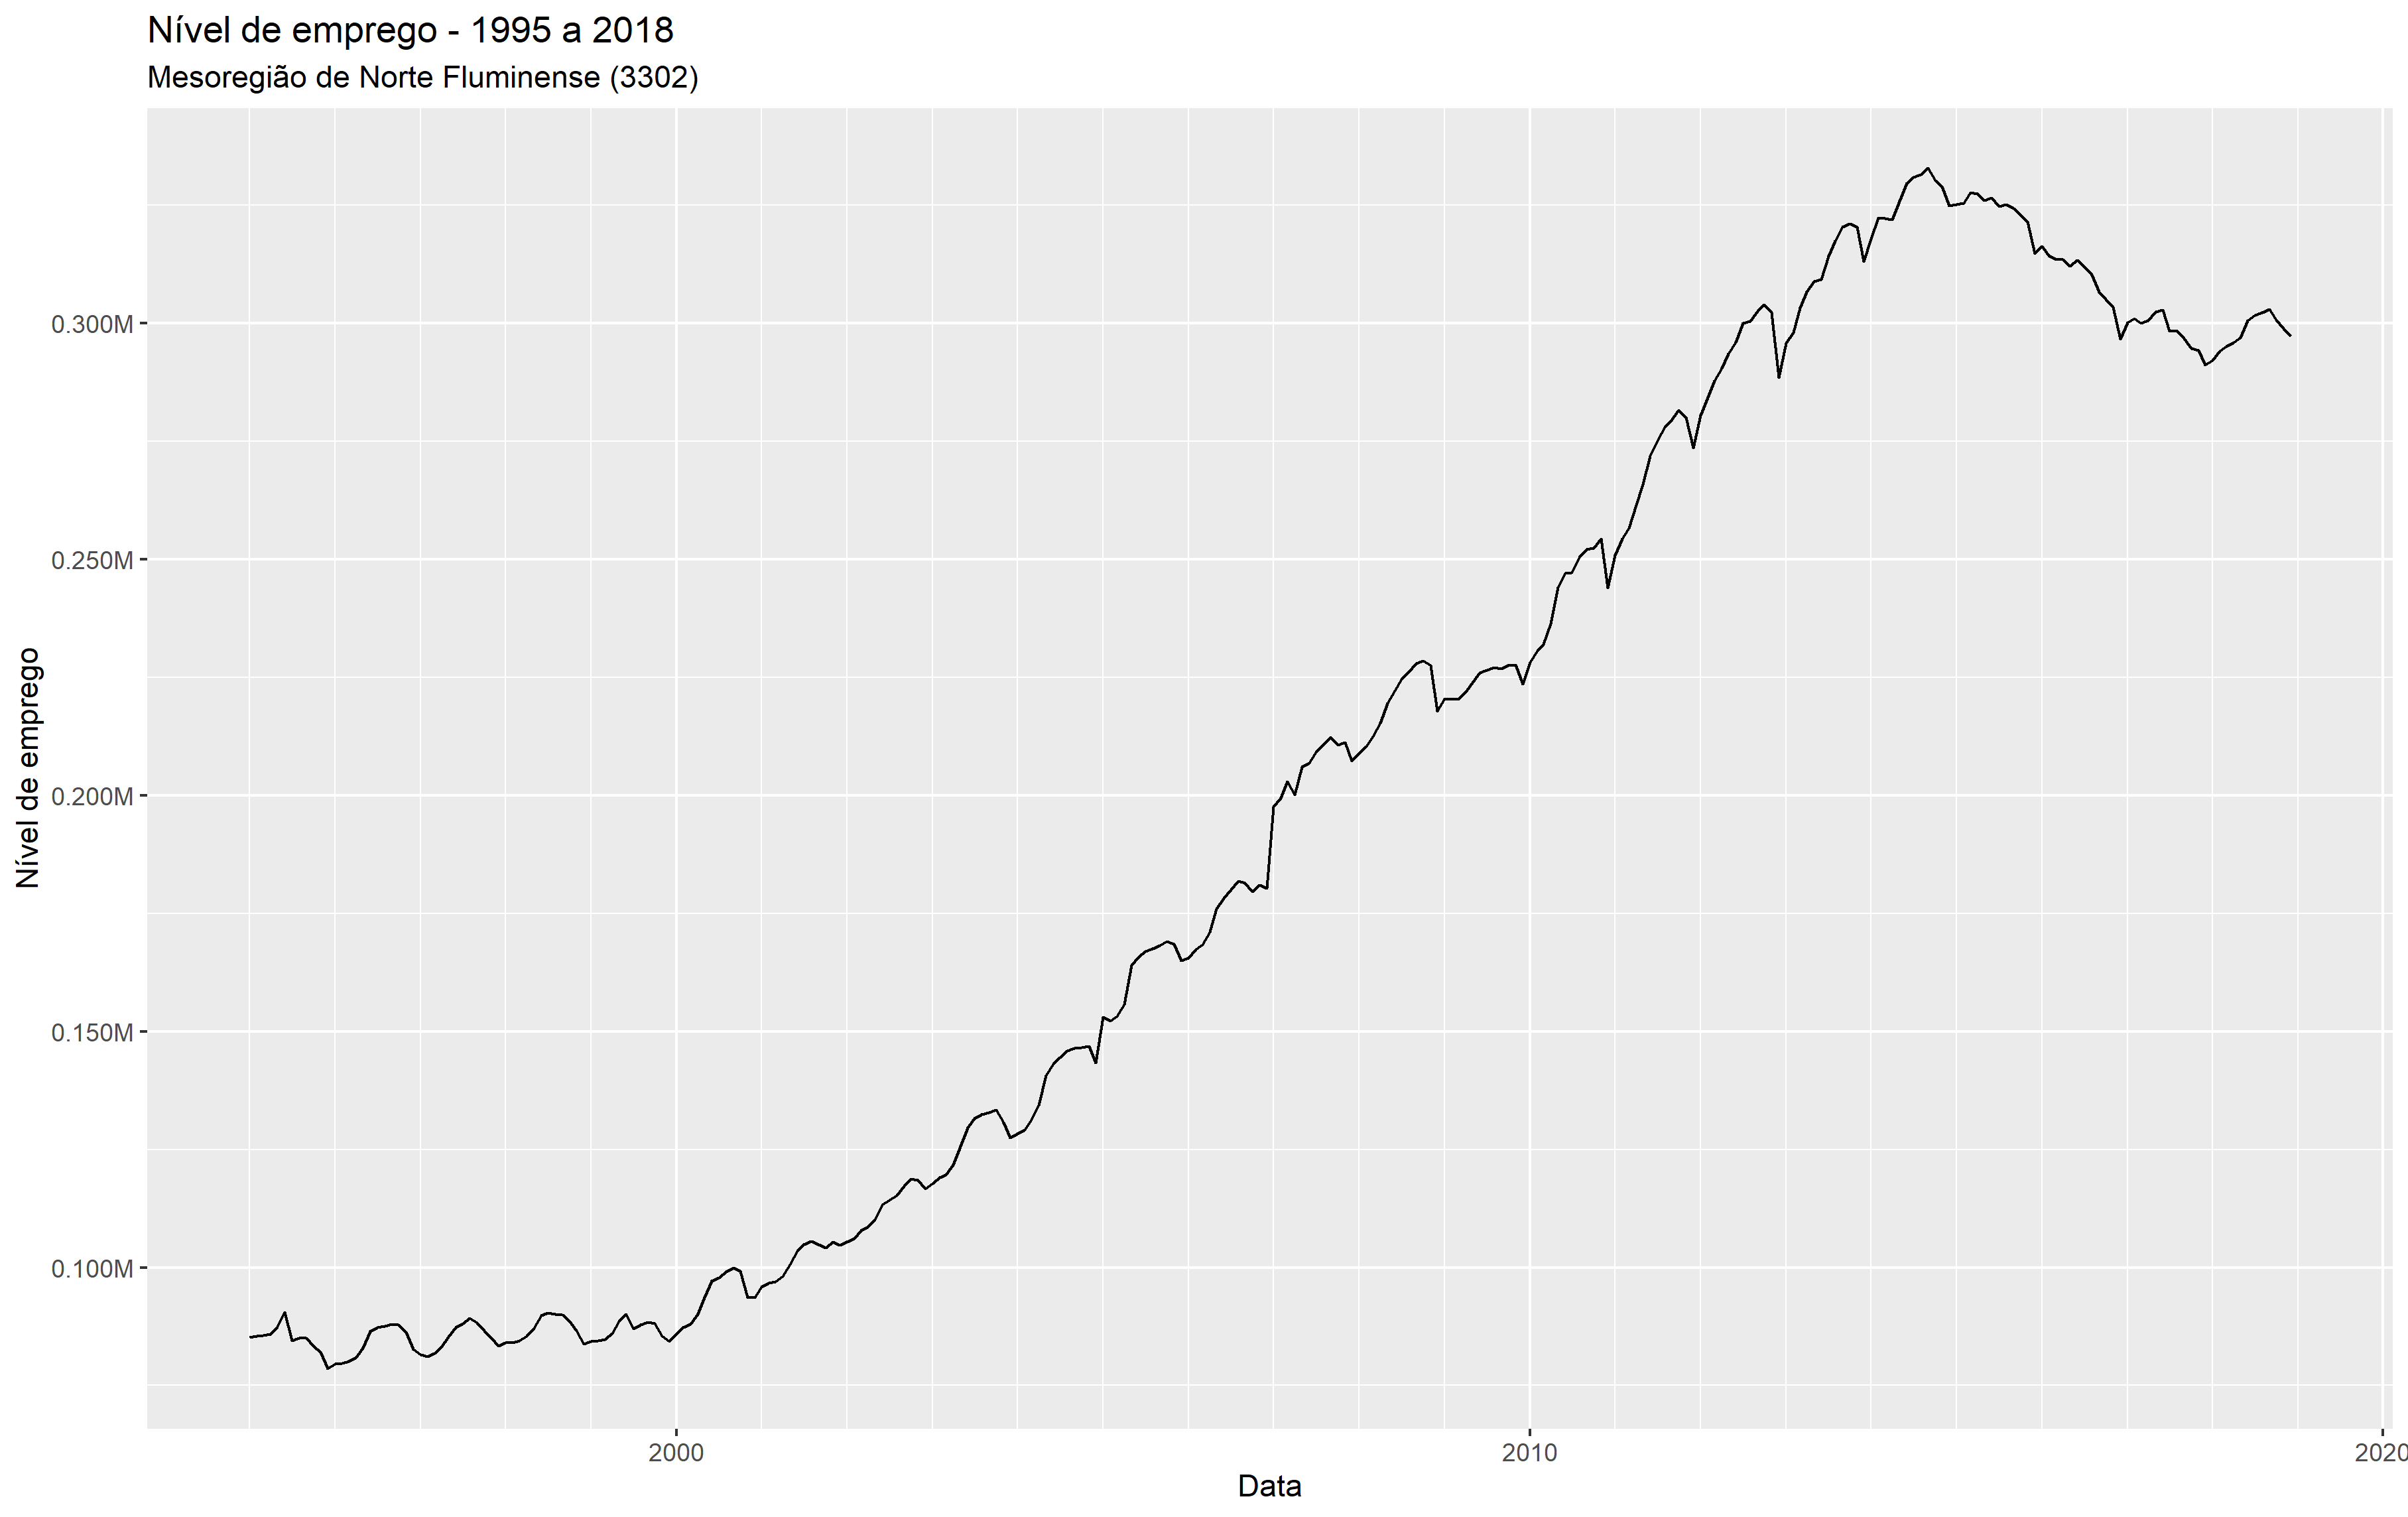 Nível de emprego - 1995 a 2018
Mesoregião de Norte Fluminense (3302)
Nível de emprego
0.300M
0.250M
0.200M
0.150M
0.100M
2000
2010
2020
Data